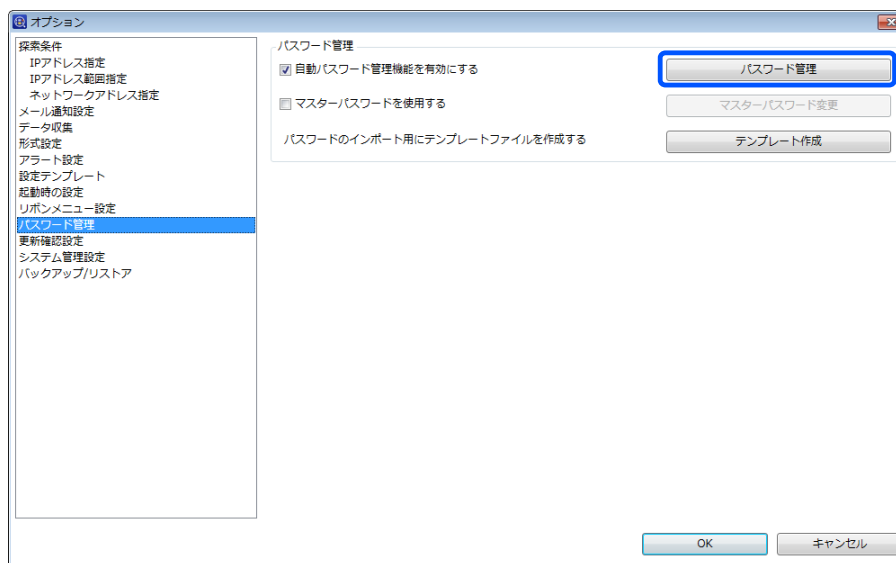 オプション
探索条件
IPアドレス指定
IPアドレス範囲指定
ネットワークアドレス指定
メール通知設定
データ収集
形式設定
アラート設定
設定テンプレート
起動時の設定
リボンメニュー設定
パスワード管理
更新確認設定
システム管理設定
バックアップ/リストア
パスワード管理
自動パスワード管理機能を有効にする
パスワード管理
マスターパスワードを使用する
マスターパスワード変更
パスワードのインポート用にテンプレートファイルを作成する
テンプレート作成
OK
キャンセル